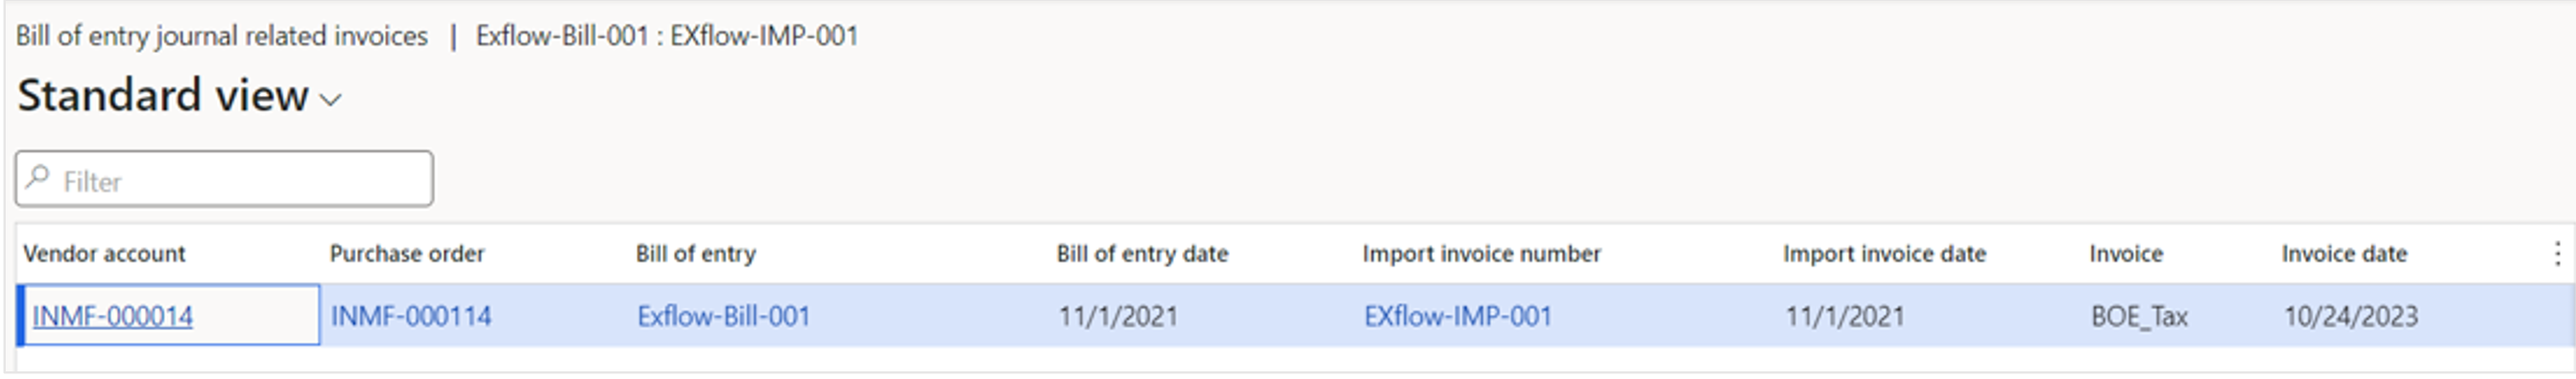 Bill of entry journal related invoices | Exflow-Bill-001 : EXflow-IMP-001
Standard view
Filter
Vendor account Purchase order Bill of entry Bill of entry date Import invoice number Import invoice date Invoice Invoice date
INMF-000014 INMF-000114 Exflow-Bill-001 11/1/2021 EXflow-IMP-001 11/1/2021 BOE_Tax 10/24/2023